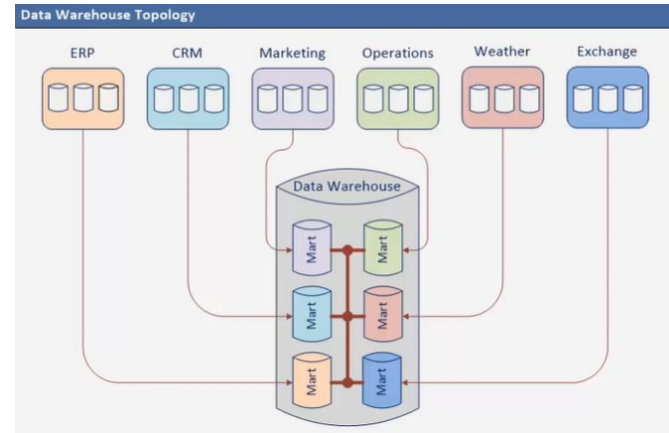 Data Warehouse Topology
ERP
CRM
Marketing
Operations
Weather
Exchange
Data Warehouse
Mart
Mart
Mart
Mart
Mart
Mart